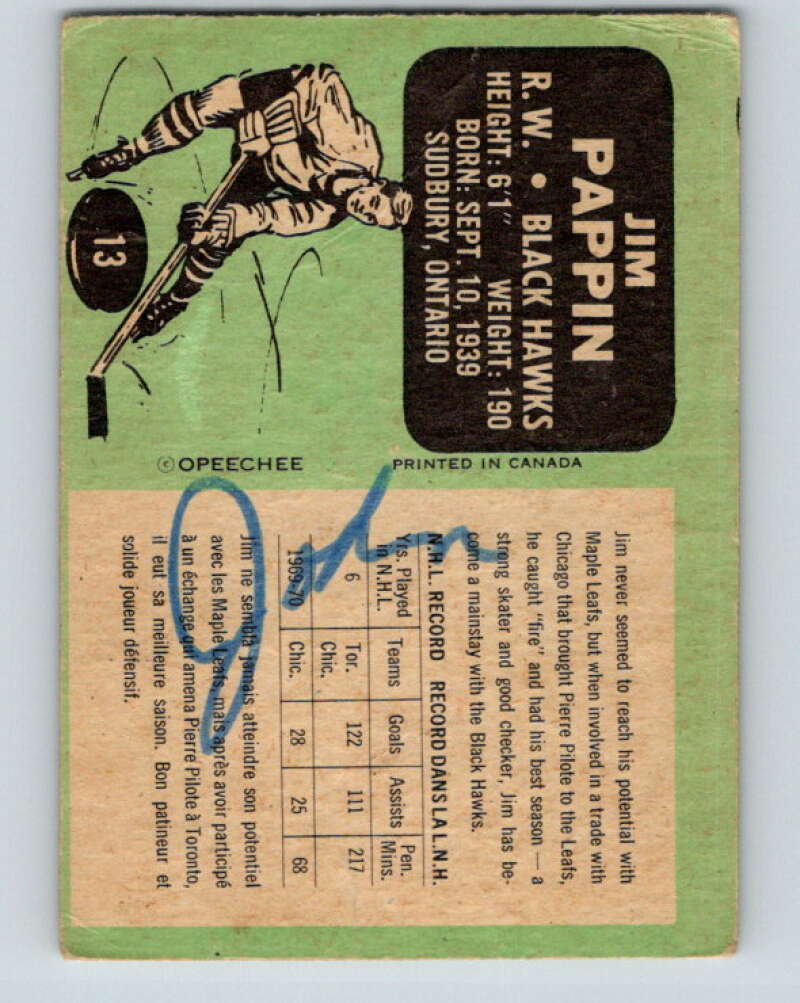 JIM
PAPPIN
R. W. • BLACK HAWKS
HEIGHT: 6'1" WEIGHT: 190
BORN: SEPT. 10, 1939
SUDBURY, ONTARIO
13
© OPEECHEE
PRINTED IN CANADA
Jim never seemed to reach his potential with
Maple Leafs, but when involved in a trade with
Chicago that brought Pierre Pilote to the Leafs,
he caught "fire" and had his best season — a
strong skater and good checker, Jim has be-
come a mainstay with the Black Hawks.
N.H.L. RECORD RECORD DANS LA L.N.H.
Yrs. Played in N.H.L. Teams Goals Assists Pen. Mins.
6 Tor. Chic. 122 111 217
1969-70 Chic. 28 25 68
Jim ne sembla jamais atteindre son potentiel
avec les Maple Leafs, mais après avoir participé
à un échange qui amena Pierre Pilote à Toronto,
il eut sa meilleure saison. Bon patineur et
solide joueur défensif.